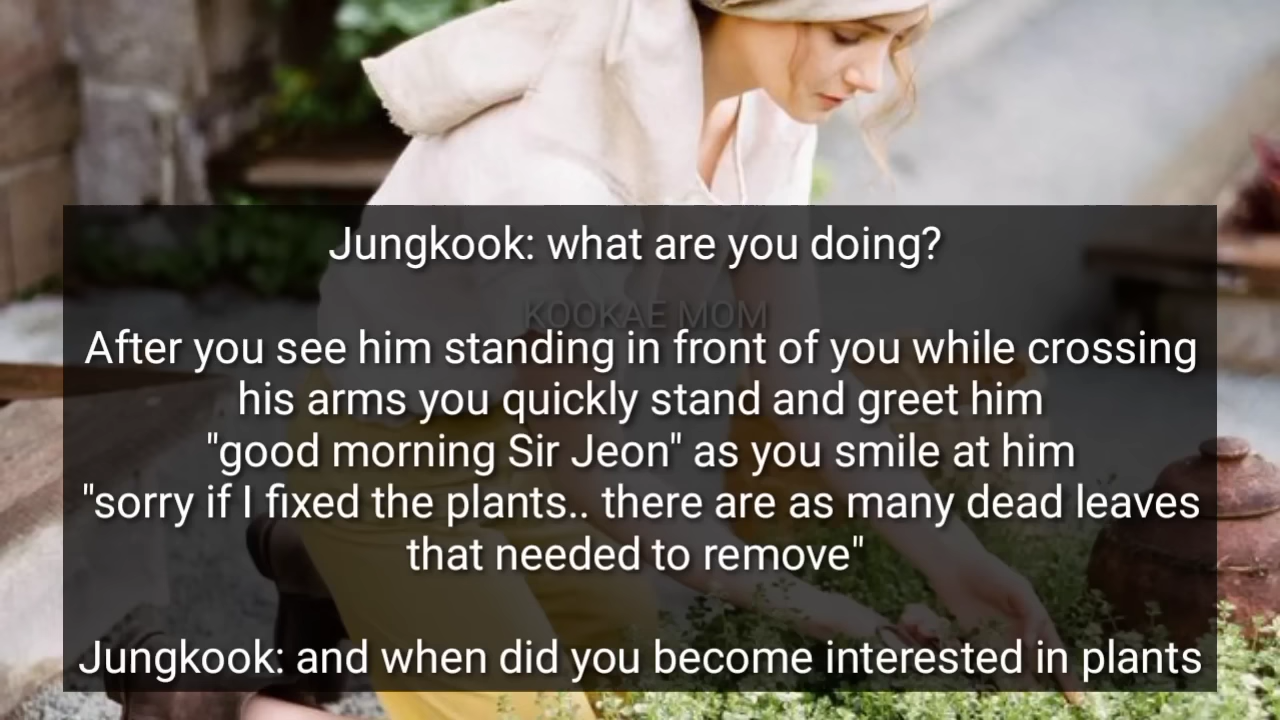 Jungkook: what are you doing?
KOOKAE MOM
After you see him standing in front of you while crossing
his arms you quickly stand and greet him
"good morning Sir Jeon" as you smile at him
"sorry if I fixed the plants.. there are as many dead leaves
that needed to remove"
Jungkook: and when did you become interested in plants